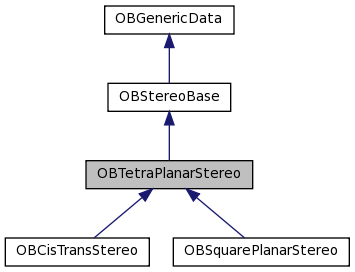 OBGenericData
OBStereoBase
OBTetraPlanarStereo
OBCisTransStereo
OBSquarePlanarStereo